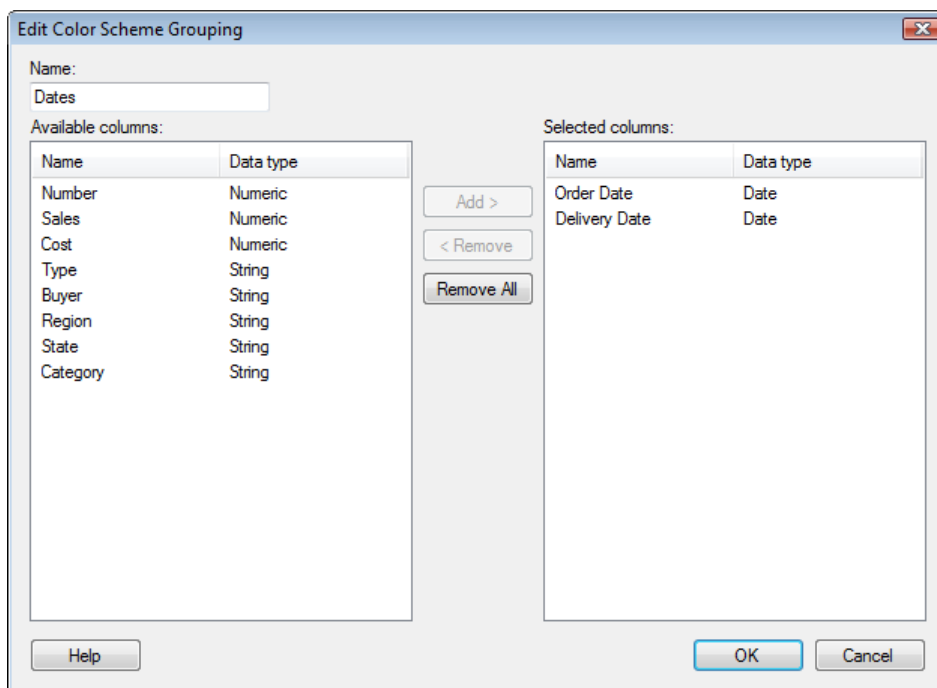 Edit Color Scheme Grouping
Name:
Dates
Available columns:
Name Data type
Number Numeric
Sales Numeric
Cost Numeric
Type String
Buyer String
Region String
State String
Category String
Add >
< Remove
Remove All
Selected columns:
Name Data type
Order Date Date
Delivery Date Date
Help
OK
Cancel